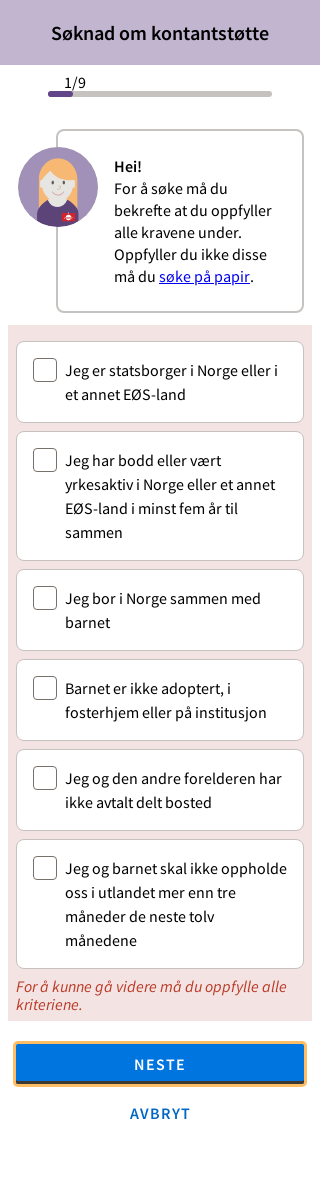 Søknad om kontantstøtte
1/9
Hei!
For å søke må du
bekrefte at du oppfyller
alle kravene under.
Oppfyller du ikke disse
må du søke på papir.
Jeg er statsborger i Norge eller i
et annet EØS-land
Jeg har bodd eller vært
yrkesaktiv i Norge eller et annet
EØS-land i minst fem år til
sammen
Jeg bor i Norge sammen med
barnet
Barnet er ikke adoptert, i
fosterhjem eller på institusjon
Jeg og den andre forelderen har
ikke avtalt delt bosted
Jeg og barnet skal ikke oppholde
oss i utlandet mer enn tre
måneder de neste tolv
månedene
For å kunne gå videre må du oppfylle alle
kriteriene.
NESTE
AVBRYT